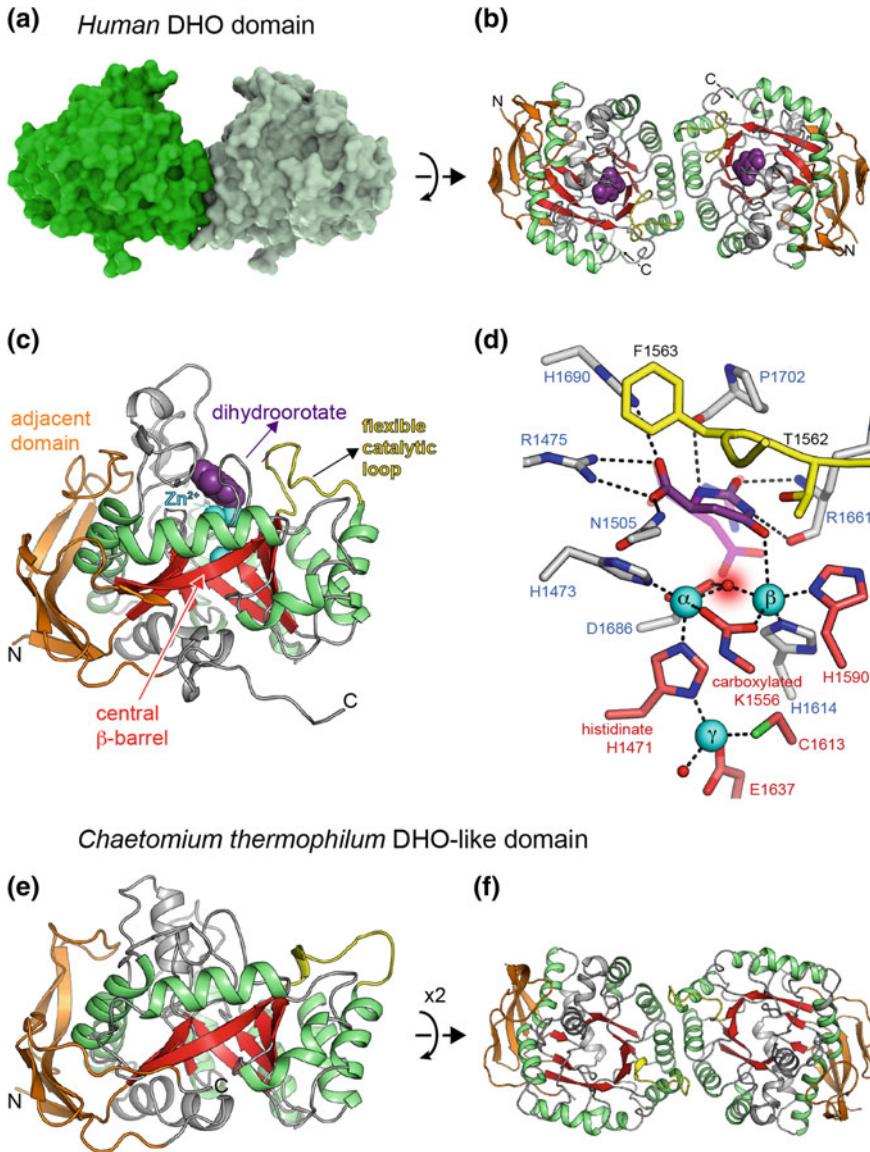 (a)
Human DHO domain
(b)
N
C
C
N
(c)
adjacent
domain
dihydroorotate
flexible
catalytic
loop
Zn²⁺
N
C
central
β-barrel
(d)
F1563
H1690
P1702
R1475
T1562
N1505
R1661
H1473
α
β
D1686
carboxylated
K1556
H1590
H1614
histidinate
H1471
γ
C1613
E1637
Chaetomium thermophilum DHO-like domain
(e)
N
C
x2
(f)